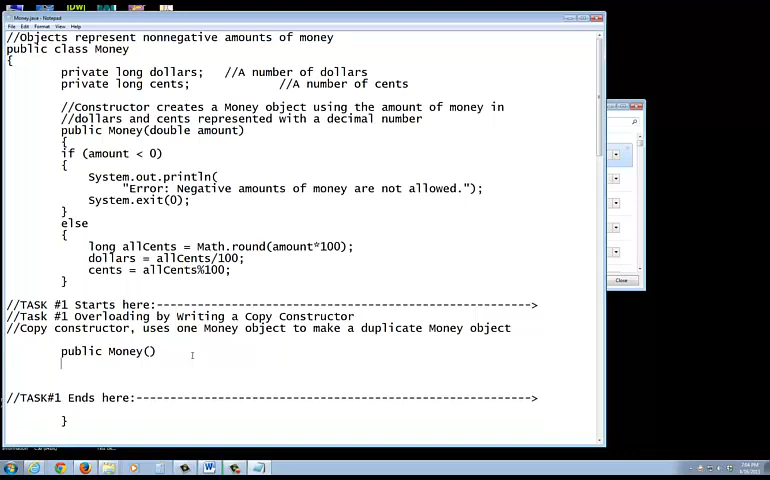 Money.java - Notepad
File Edit Format View Help
//Objects represent nonnegative amounts of money
public class Money
{
private long dollars; //A number of dollars
private long cents; //A number of cents
//Constructor creates a Money object using the amount of money in
//dollars and cents represented with a decimal number
public Money(double amount)
{
if (amount < 0)
{
System.out.println(
"Error: Negative amounts of money are not allowed.");
System.exit(0);
}
else
{
long allCents = Math.round(amount*100);
dollars = allCents/100;
cents = allCents%100;
}
//TASK #1 Starts here:------------------------------------------------------->
//Task #1 Overloading by Writing a Copy Constructor
//Copy constructor, uses one Money object to make a duplicate Money object
public Money()
//TASK#1 Ends here:---------------------------------------------------------->
}
Close
7:04 PM